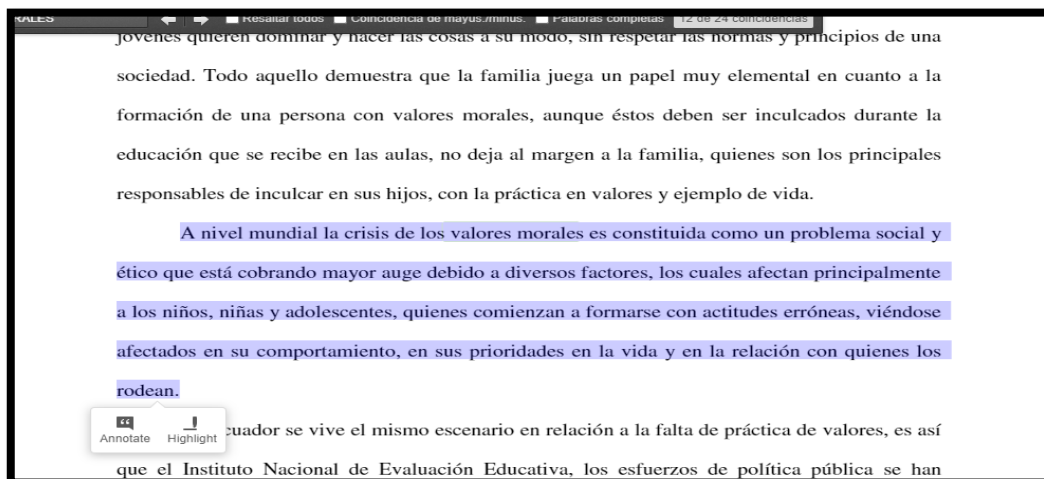 RALES Resaltar todos Coincidencia de mayús./minús. Palabras completas 12 de 24 coincidencias
jóvenes quieren dominar y hacer las cosas a su modo, sin respetar las normas y principios de una
sociedad. Todo aquello demuestra que la familia juega un papel muy elemental en cuanto a la
formación de una persona con valores morales, aunque éstos deben ser inculcados durante la
educación que se recibe en las aulas, no deja al margen a la familia, quienes son los principales
responsables de inculcar en sus hijos, con la práctica en valores y ejemplo de vida.
A nivel mundial la crisis de los valores morales es constituida como un problema social y
ético que está cobrando mayor auge debido a diversos factores, los cuales afectan principalmente
a los niños, niñas y adolescentes, quienes comienzan a formarse con actitudes erróneas, viéndose
afectados en su comportamiento, en sus prioridades en la vida y en la relación con quienes los
rodean.
Annotate Highlight
cuador se vive el mismo escenario en relación a la falta de práctica de valores, es así
que el Instituto Nacional de Evaluación Educativa, los esfuerzos de política pública se han